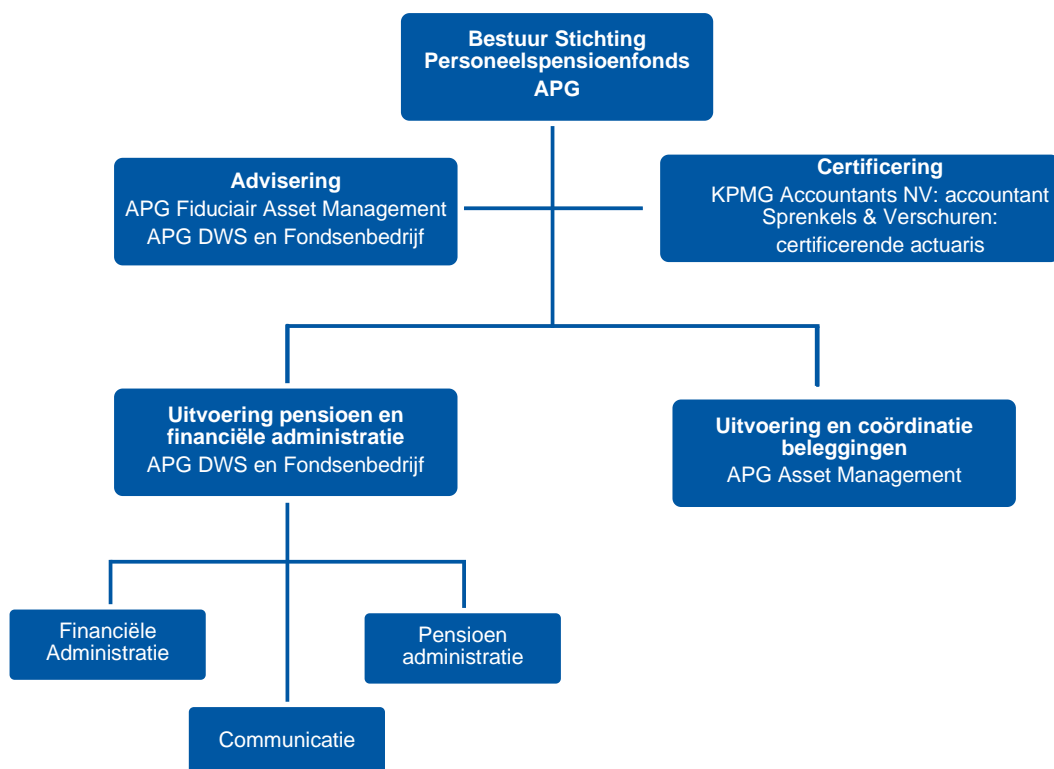 Bestuur Stichting
Personeelspensioenfonds
APG
Advisering
APG Fiduciair Asset Management
APG DWS en Fondsenbedrijf
Certificering
KPMG Accountants NV: accountant
Sprenkels & Verschuren:
certificerende actuaris
Uitvoering pensioen en
financiële administratie
APG DWS en Fondsenbedrijf
Uitvoering en coördinatie
beleggingen
APG Asset Management
Financiële
Administratie
Pensioen
administratie
Communicatie